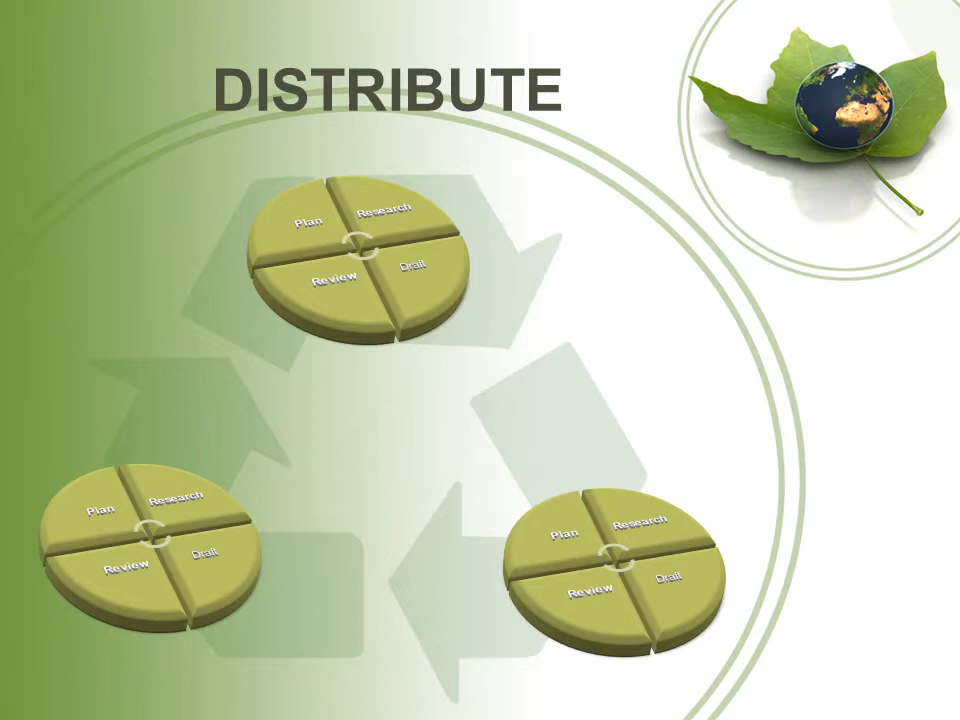 DISTRIBUTE
Plan
Research
Review
Draft
Plan
Research
Review
Draft
Plan
Research
Review
Draft